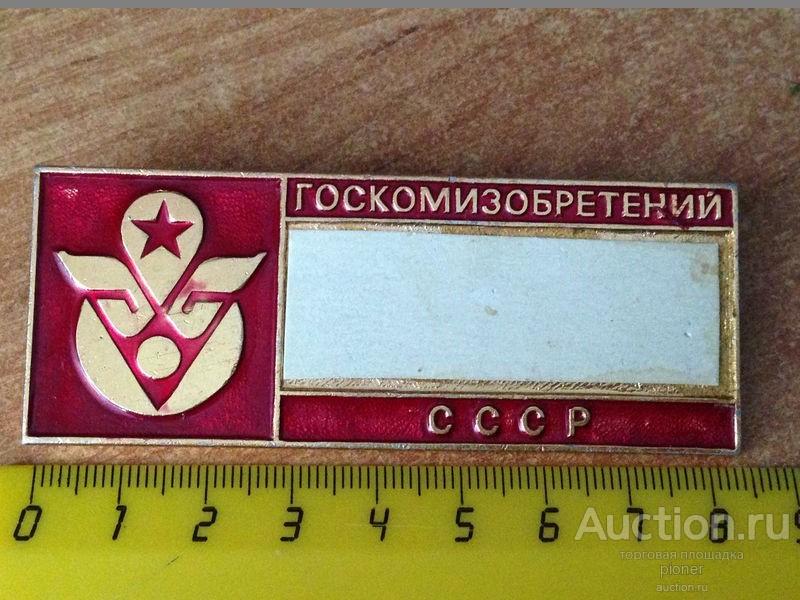 ГОСКОМИЗОБРЕТЕНИЙ
СССР
0 1 2 3 4 5 6 7 8 9
Auction.ru
торговая площадка
pioner
auction.ru